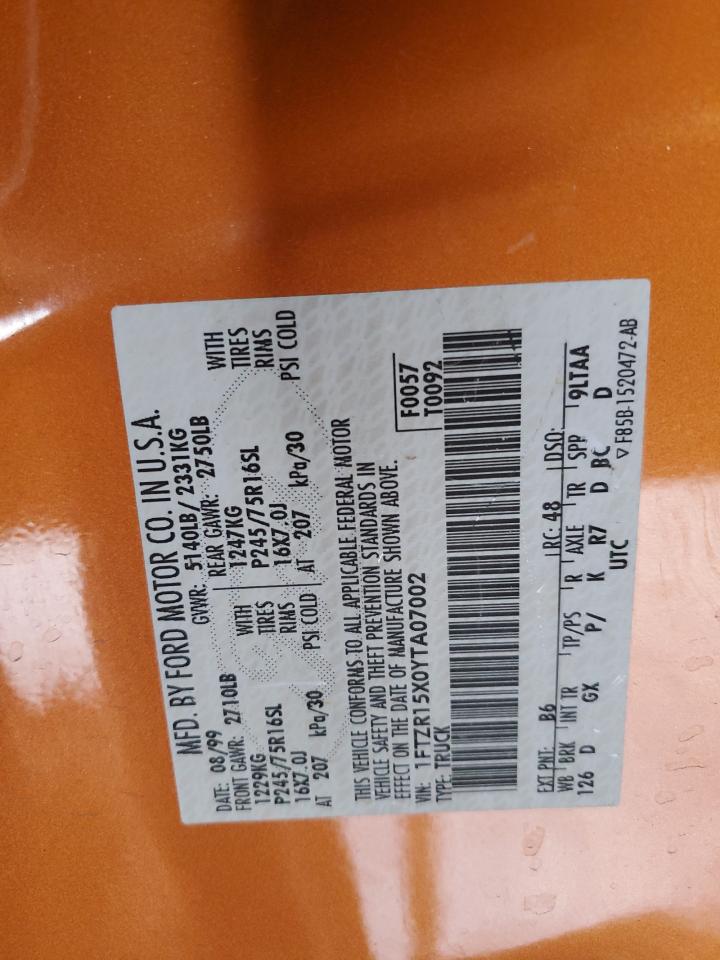 MFD. BY FORD MOTOR CO. IN U.S.A.
DATE: 08/99 GVWR: 5140LB/ 2331KG
FRONT GAWR: 2710LB REAR GAWR: 2750LB
1229KG WITH 1247KG WITH
P245/75R16SL TIRES P245/75R16SL TIRES
16X7.0J RIMS 16X7.0J RIMS
AT 207 kPa/30 PSI COLD AT 207 kPa/30 PSI COLD
THIS VEHICLE CONFORMS TO ALL APPLICABLE FEDERAL MOTOR
VEHICLE SAFETY AND THEFT PREVENTION STANDARDS IN
EFFECT ON THE DATE OF MANUFACTURE SHOWN ABOVE.
VIN: 1FTZR15X0YTA07002 F0057
TYPE: TRUCK T0092
EXT PNT: B6 RC: 48 DSO:
WB BRK INT TR TP/PS R AXLE TR SPR 9LTAA
126 D GX P/ K R7 D BC D
UTC ▽F85B-1520472-AB